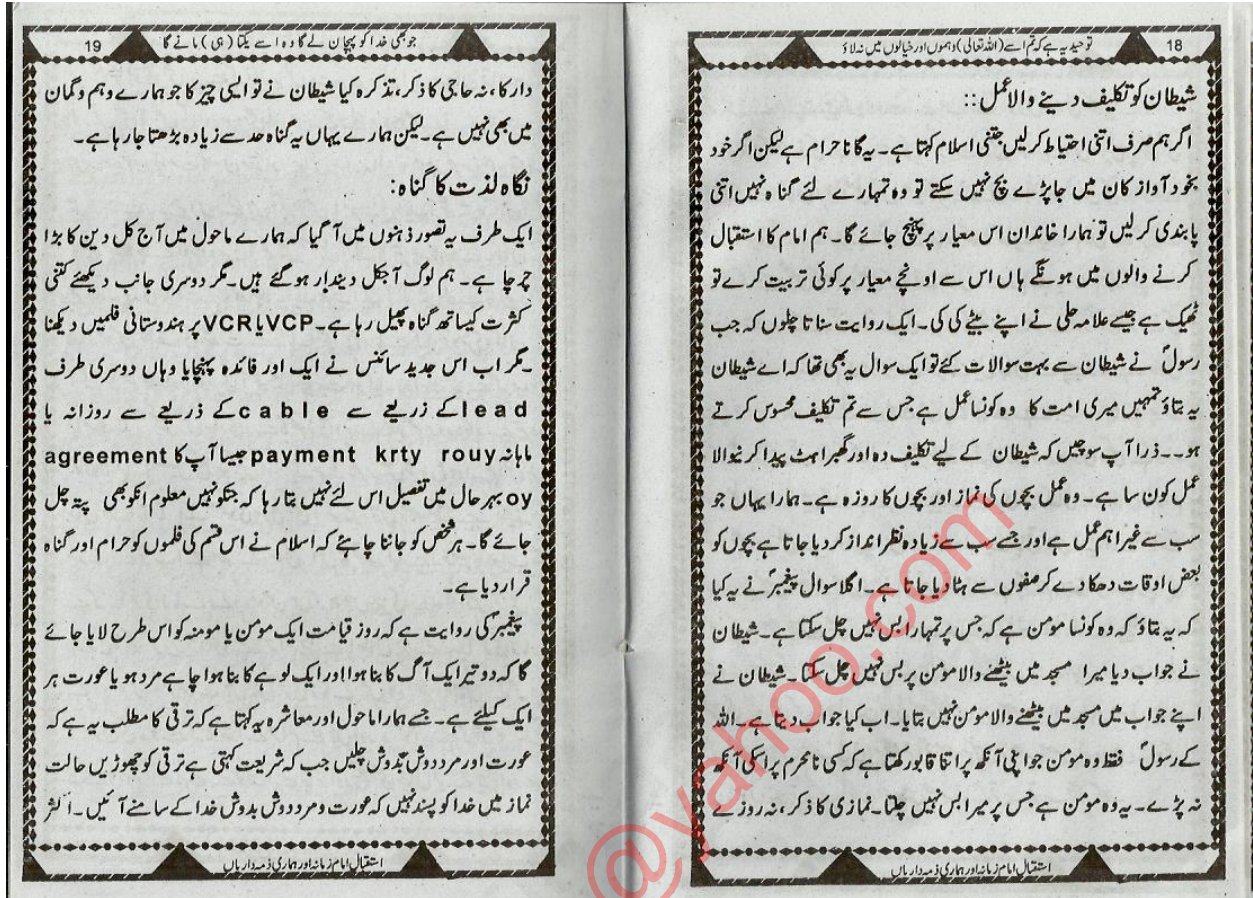 18
توحید یہ ہے کہ تم اسے (اللہ تعالیٰ) وہموں اور خیالوں میں نہ لاؤ
شیطان کو تکلیف دینے والا عمل::
اگر ہم صرف اتنی احتیاط کر لیں جتنی اسلام کہتا ہے۔ یہ گانا حرام ہے لیکن اگر خود
بخود آواز کان میں جا پڑے بچ نہیں سکتے تو وہ تمہارے لئے گناہ نہیں اتنی
پابندی کر لیں تو ہمارا خاندان اس معیار پر پہنچ جائے گا۔ ہم امام کا استقبال
کرنے والوں میں ہونگے ہاں اس سے اونچے معیار پر کوئی تربیت کرے تو
ٹھیک ہے جیسے علامہ حلی نے اپنے بیٹے کی کی۔ ایک روایت سناتا چلوں کہ جب
رسولؐ نے شیطان سے بہت سوالات کئے تو ایک سوال یہ بھی تھا کہ اے شیطان
یہ بتاؤ تمہیں میری امت کا وہ کونسا عمل ہے جس سے تم تکلیف محسوس کرتے
ہو۔۔ ذرا آپ سوچیں کہ شیطان کے لیے تکلیف دہ اور گھبراہٹ پیدا کرنیوالا
عمل کون سا ہے۔ وہ عمل بچوں کی نماز اور بچوں کا روزہ ہے۔ ہمارا یہاں جو
سب سے غیر اہم عمل ہے اور جسے سب سے زیادہ نظر انداز کر دیا جاتا ہے بچوں کو
بعض اوقات دھکا دے کر صفوں سے ہٹا دیا جاتا ہے۔ اگلا سوال پیغمبرؐ نے یہ کیا
کہ یہ بتاؤ کہ وہ کونسا مومن ہے کہ جس پر تمہارا بس نہیں چل سکتا ہے۔ شیطان
نے جواب دیا میرا مسجد میں بیٹھنے والا مومن پر بس نہیں چل سکتا۔ شیطان نے
اپنے جواب میں مسجد میں بیٹھنے والا مومن نہیں بتایا۔ اب کیا جواب دیتا ہے۔ اللہ
کے رسولؐ فقط وہ مومن جو اپنی آنکھ پر اتنا قابو رکھتا ہے کہ کسی نامحرم پر اسکی آنکھ
نہ پڑے۔ یہ وہ مومن ہے جس پر میرا بس نہیں چلتا۔ نمازی کا ذکر، نہ روزے
استقبال امام زمانہ اور ہماری ذمہ داریاں
19
جو بھی خدا کو پہچان لے گا وہ اسے یکتا (ہی) مانے گا
دار کا، نہ حاجی کا ذکر، تذکرہ کیا شیطان نے تو ایسی چیز کا جو ہمارے وہم و گمان
میں بھی نہیں ہے۔ لیکن ہمارے یہاں یہ گناہ حد سے زیادہ بڑھتا جا رہا ہے۔
نگاہ لذت کا گناہ:
ایک طرف یہ تصور ذہنوں میں آ گیا کہ ہمارے ماحول میں آج کل دین کا بڑا
چرچا ہے۔ ہم لوگ آجکل دیندار ہو گئے ہیں۔ مگر دوسری جانب دیکھئے کتنی
کثرت کیساتھ گناہ پھیل رہا ہے۔ VCP یا VCR پر ہندوستانی فلمیں دیکھنا
۔مگر اب اس جدید سائنس نے ایک اور فائدہ پہنچایا وہاں دوسری طرف
lead کے زریعے سے cable کے ذریعے سے روزانہ یا
ماہانہ payment krty rouy جیسا آپ کا agreement
oy بہر حال میں تفصیل اس لئے نہیں بتا رہا کہ جنکو نہیں معلوم انکو بھی پتہ چل
جائے گا۔ ہر شخص کو جاننا چاہئے کہ اسلام نے اس قسم کی فلموں کو حرام اور گناہ
قرار دیا ہے۔
پیغمبرؐ کی روایت ہے کہ روز قیامت ایک مومن یا مومنہ کو اس طرح لایا جائے
گا کہ دو تیر ایک آگ کا بنا ہوا اور ایک لوہے کا بنا ہوا چاہے مرد ہو یا عورت ہر
ایک کیلئے ہے۔ جسے ہمارا ماحول اور معاشرہ یہ کہتا ہے کہ ترقی کا مطلب یہ ہے کہ
عورت اور مرد دوش بدوش چلیں جب کہ شریعت کہتی ہے ترقی کو چھوڑیں حالت
نماز میں خدا کو پسند نہیں کہ عورت و مرد دوش بدوش خدا کے سامنے آئیں۔ اکثر
استقبال امام زمانہ اور ہماری ذمہ داریاں
@yahoo.com